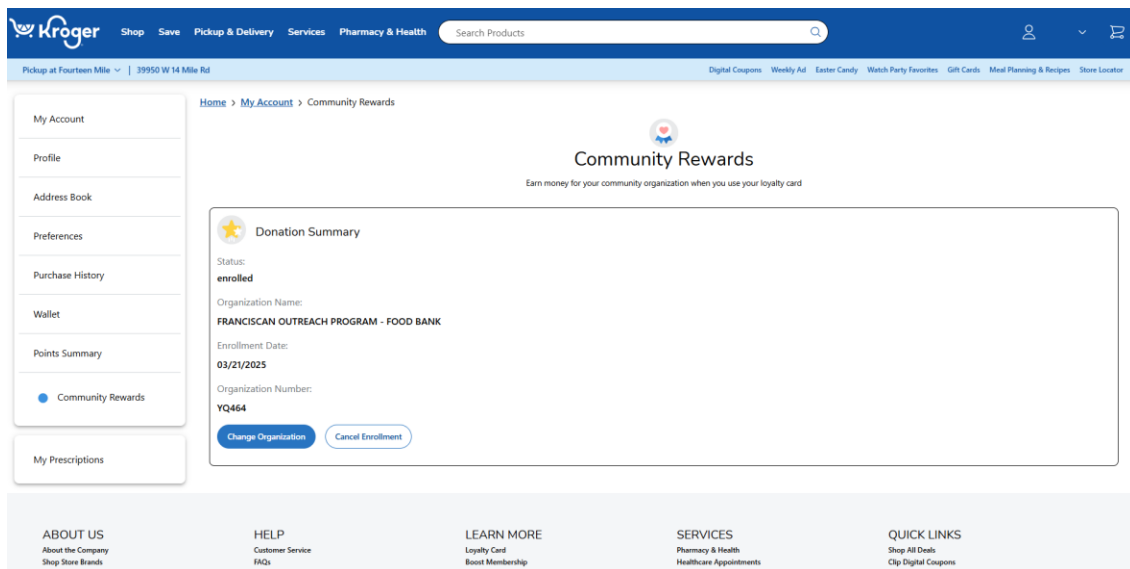 Kroger Shop Save Pickup & Delivery Services Pharmacy & Health Search Products
Pickup at Fourteen Mile | 39950 W 14 Mile Rd Digital Coupons Weekly Ad Easter Candy Watch Party Favorites Gift Cards Meal Planning & Recipes Store Locator
Home > My Account > Community Rewards
My Account
Profile
Address Book
Preferences
Purchase History
Wallet
Points Summary
Community Rewards
My Prescriptions
Community Rewards
Earn money for your community organization when you use your loyalty card
Donation Summary
Status:
enrolled
Organization Name:
FRANCISCAN OUTREACH PROGRAM - FOOD BANK
Enrollment Date:
03/21/2025
Organization Number:
YQ464
Change Organization Cancel Enrollment
ABOUT US
About the Company
Shop Store Brands
HELP
Customer Service
FAQs
LEARN MORE
Loyalty Card
Boost Membership
SERVICES
Pharmacy & Health
Healthcare Appointments
QUICK LINKS
Shop All Deals
Clip Digital Coupons